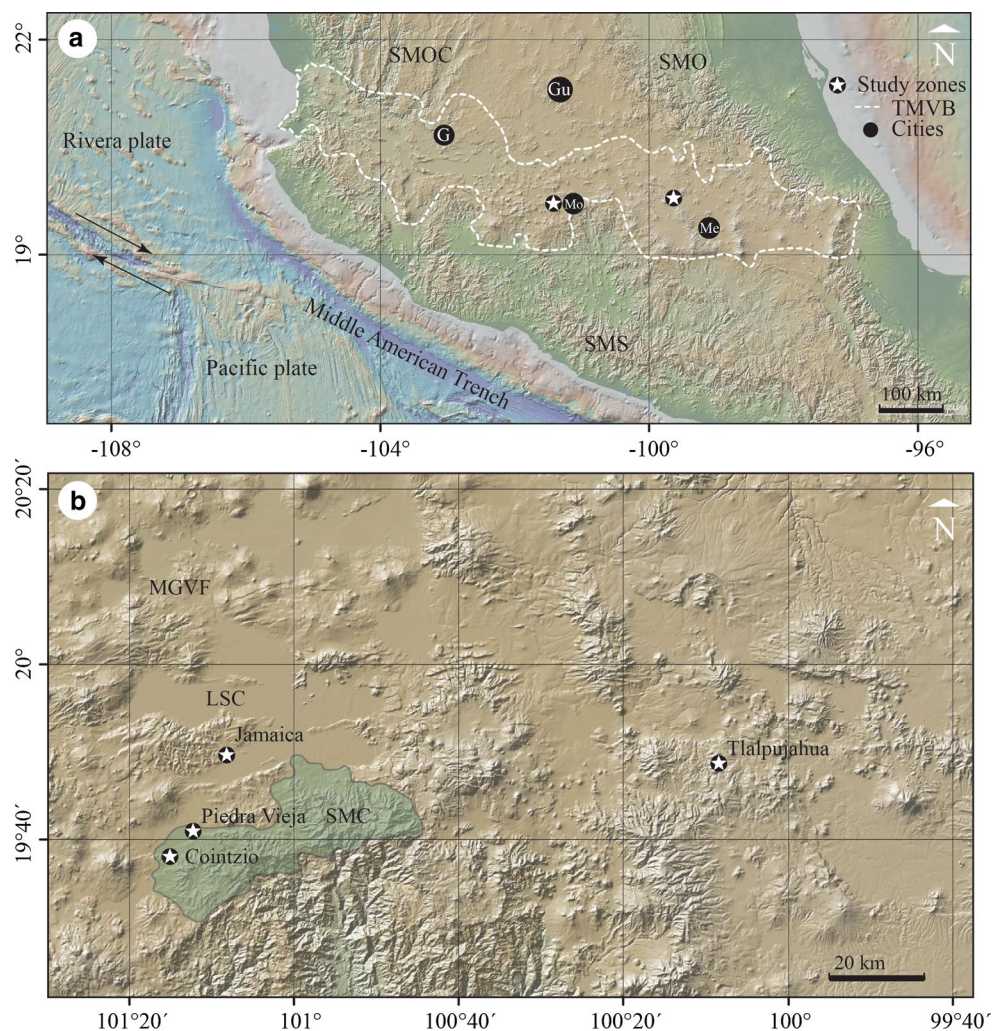 22°
a
SMOC
SMO
N
Study zones
TMVB
Cities
Gu
G
Rivera plate
Mo
Me
19°
Middle American Trench
SMS
Pacific plate
100 km
-108°
-104°
-100°
-96°
20°20´
b
N
MGVF
20°
LSC
Jamaica
Tlalpujahua
Piedra Vieja
SMC
19°40´
Cointzio
20 km
101°20´
101°
100°40´
100°20´
100°
99°40´